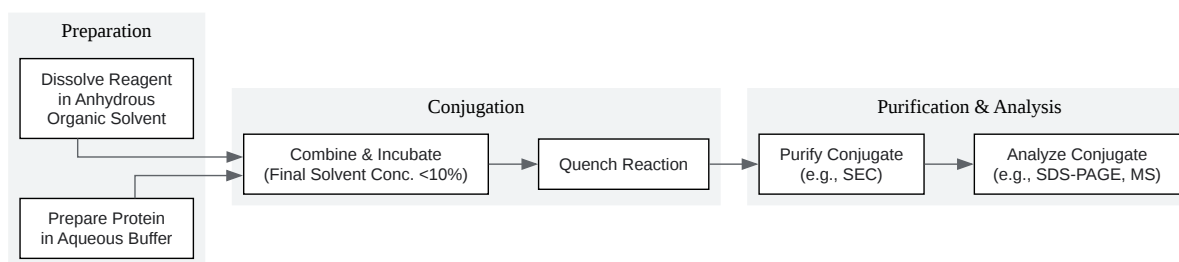 Preparation
Dissolve Reagent
in Anhydrous
Organic Solvent
Prepare Protein
in Aqueous Buffer
Conjugation
Combine & Incubate
(Final Solvent Conc. <10%)
Quench Reaction
Purification & Analysis
Purify Conjugate
(e.g., SEC)
Analyze Conjugate
(e.g., SDS-PAGE, MS)